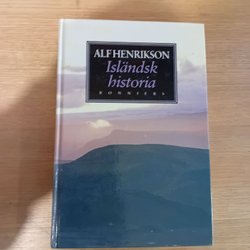 ALF HENRIKSON
Isländsk
historia
BONNIERS